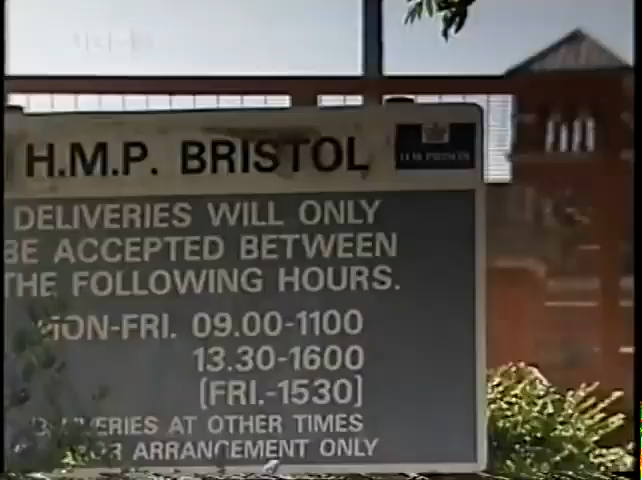 H.M.P. BRISTOL
H.M. PRISON
DELIVERIES WILL ONLY
BE ACCEPTED BETWEEN
THE FOLLOWING HOURS.
MON-FRI. 09.00-1100
13.30-1600
(FRI.-1530)
DELIVERIES AT OTHER TIMES
ARRANGEMENT ONLY